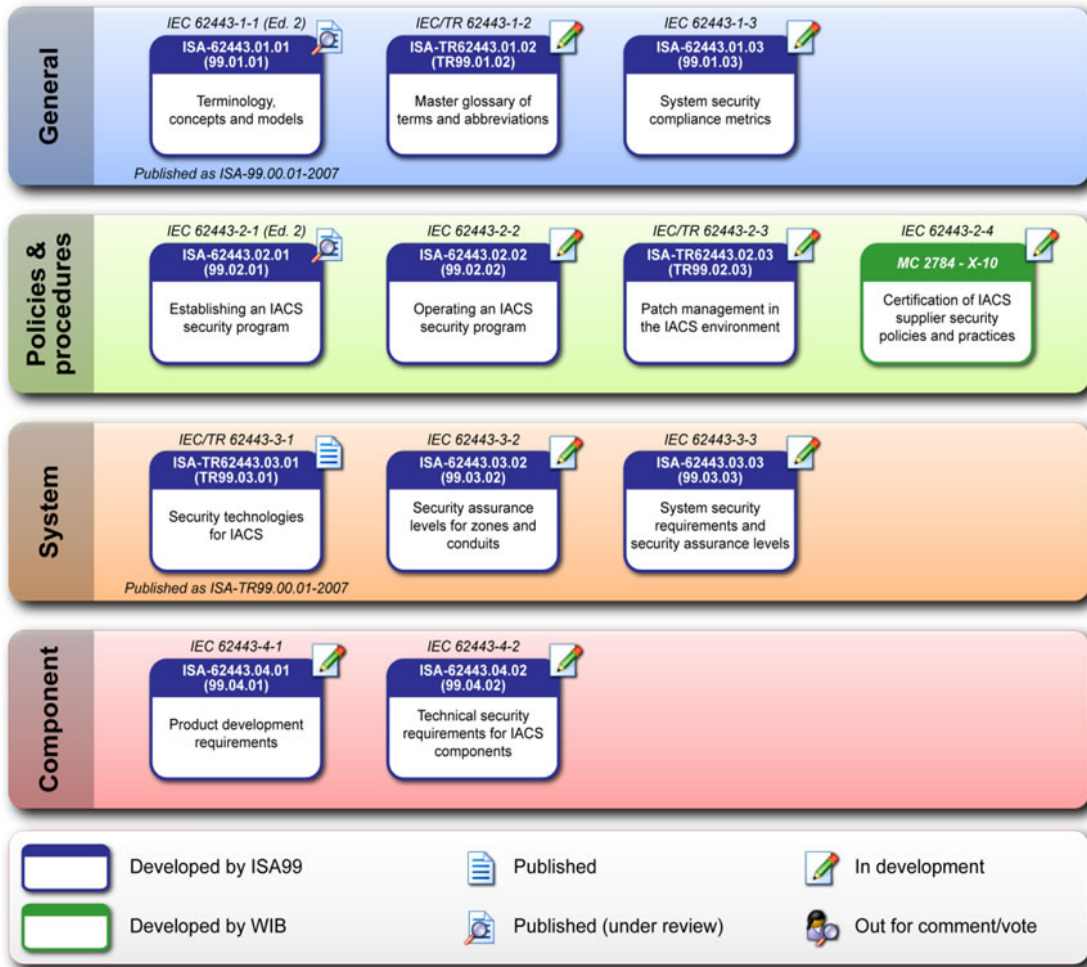 General
IEC 62443-1-1 (Ed. 2)
ISA-62443.01.01
(99.01.01)
Terminology,
concepts and models
Published as ISA-99.00.01-2007
IEC/TR 62443-1-2
ISA-TR62443.01.02
(TR99.01.02)
Master glossary of
terms and abbreviations
IEC 62443-1-3
ISA-62443.01.03
(99.01.03)
System security
compliance metrics
Policies &
procedures
IEC 62443-2-1 (Ed. 2)
ISA-62443.02.01
(99.02.01)
Establishing an IACS
security program
IEC 62443-2-2
ISA-62443.02.02
(99.02.02)
Operating an IACS
security program
IEC/TR 62443-2-3
ISA-TR62443.02.03
(TR99.02.03)
Patch management in
the IACS environment
IEC 62443-2-4
MC 2784 - X-10
Certification of IACS
supplier security
policies and practices
System
IEC/TR 62443-3-1
ISA-TR62443.03.01
(TR99.03.01)
Security technologies
for IACS
Published as ISA-TR99.00.01-2007
IEC 62443-3-2
ISA-62443.03.02
(99.03.02)
Security assurance
levels for zones and
conduits
IEC 62443-3-3
ISA-62443.03.03
(99.03.03)
System security
requirements and
security assurance levels
Component
IEC 62443-4-1
ISA-62443.04.01
(99.04.01)
Product development
requirements
IEC 62443-4-2
ISA-62443.04.02
(99.04.02)
Technical security
requirements for IACS
components
Developed by ISA99
Published
In development
Developed by WIB
Published (under review)
Out for comment/vote